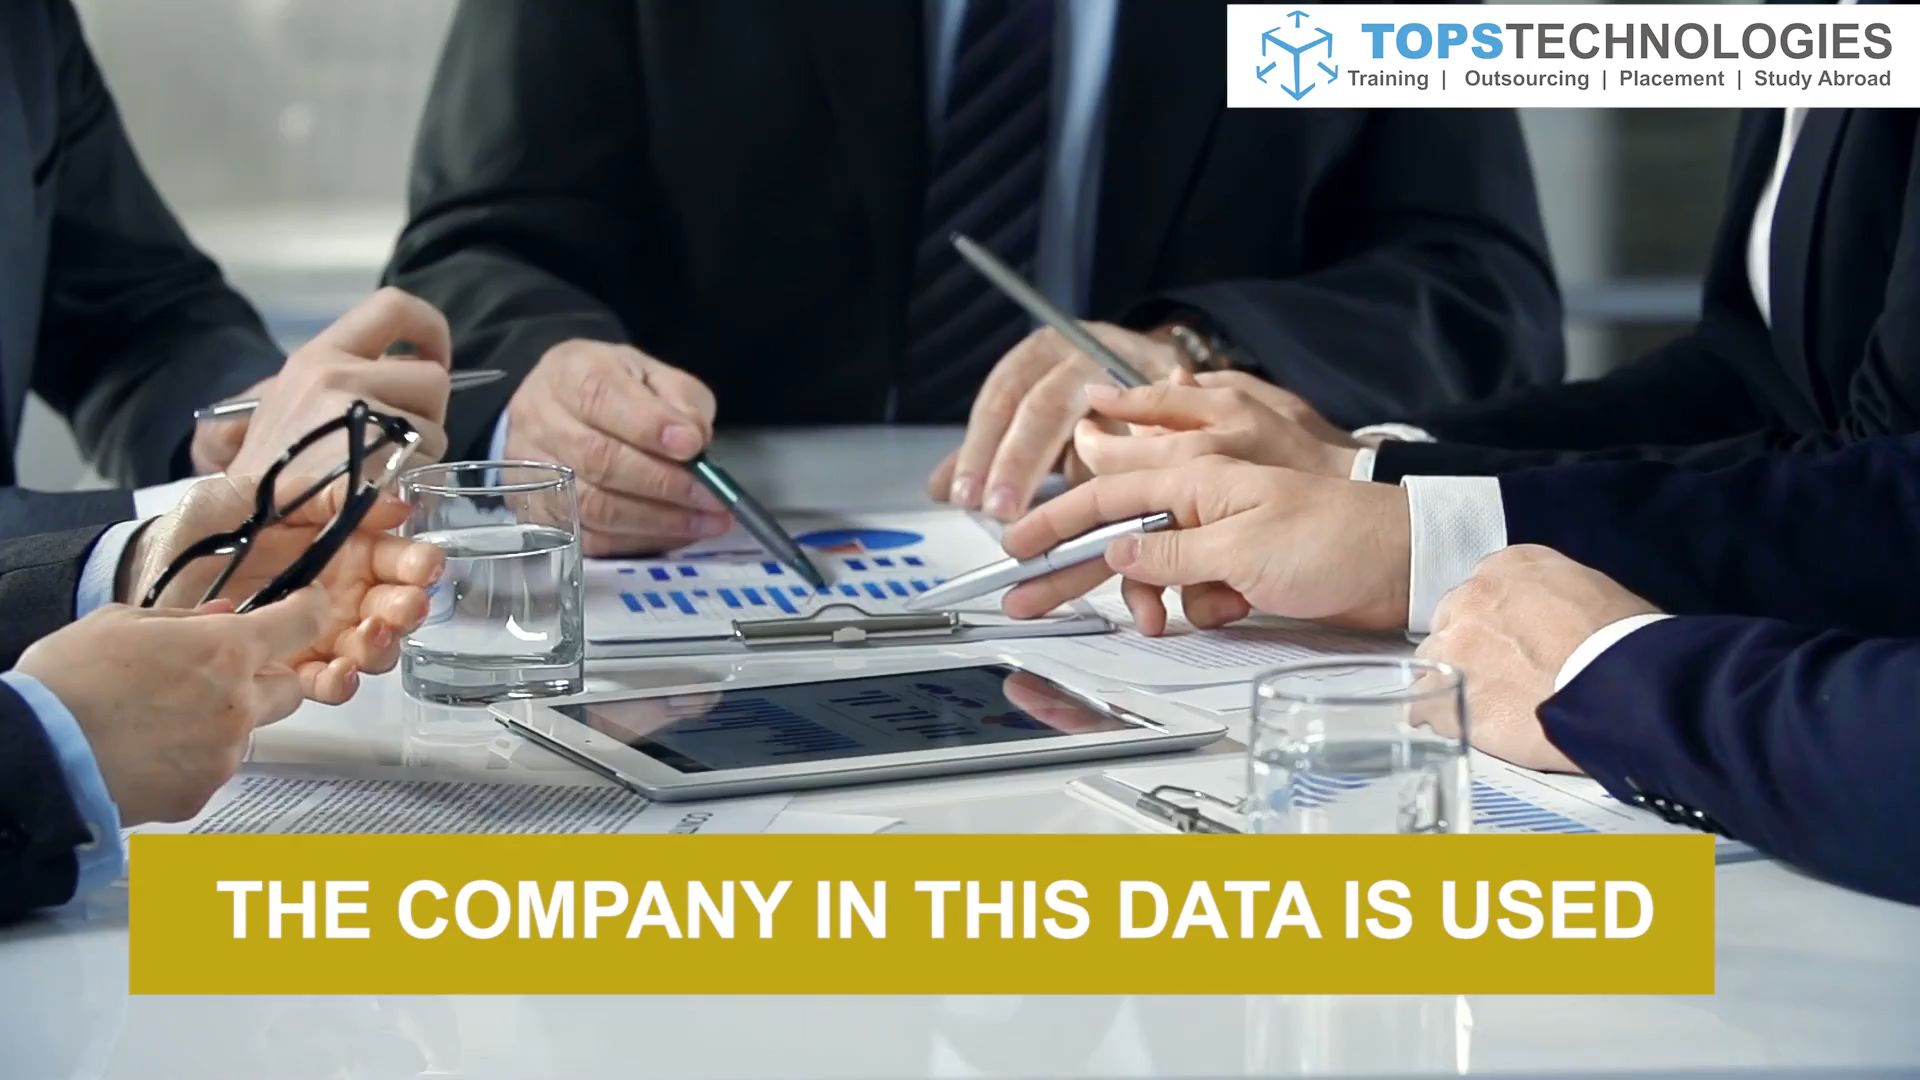 TOPSTECHNOLOGIES
Training | Outsourcing | Placement | Study Abroad
THE COMPANY IN THIS DATA IS USED